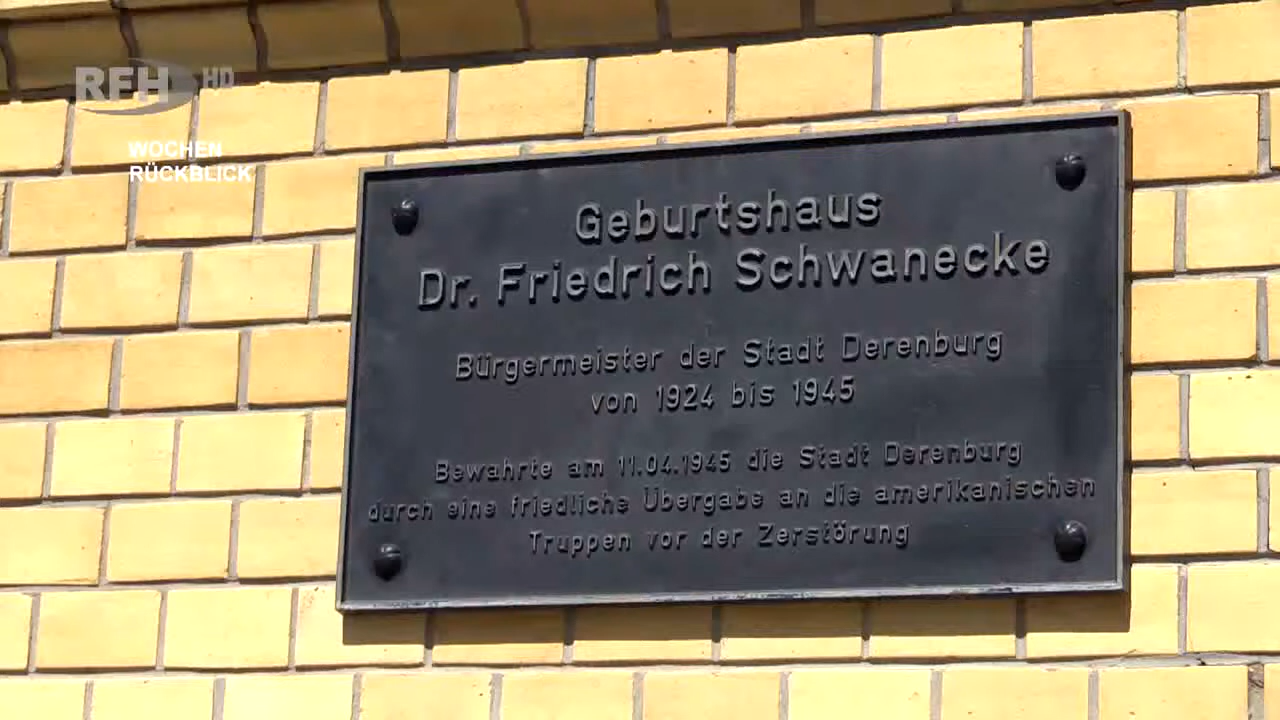 RFH HD
WOCHEN
RÜCKBLICK
Geburtshaus
Dr. Friedrich Schwanecke
Bürgermeister der Stadt Derenburg
von 1924 bis 1945
Bewahrte am 11.04.1945 die Stadt Derenburg
durch eine friedliche Übergabe an die amerikanischen
Truppen vor der Zerstörung